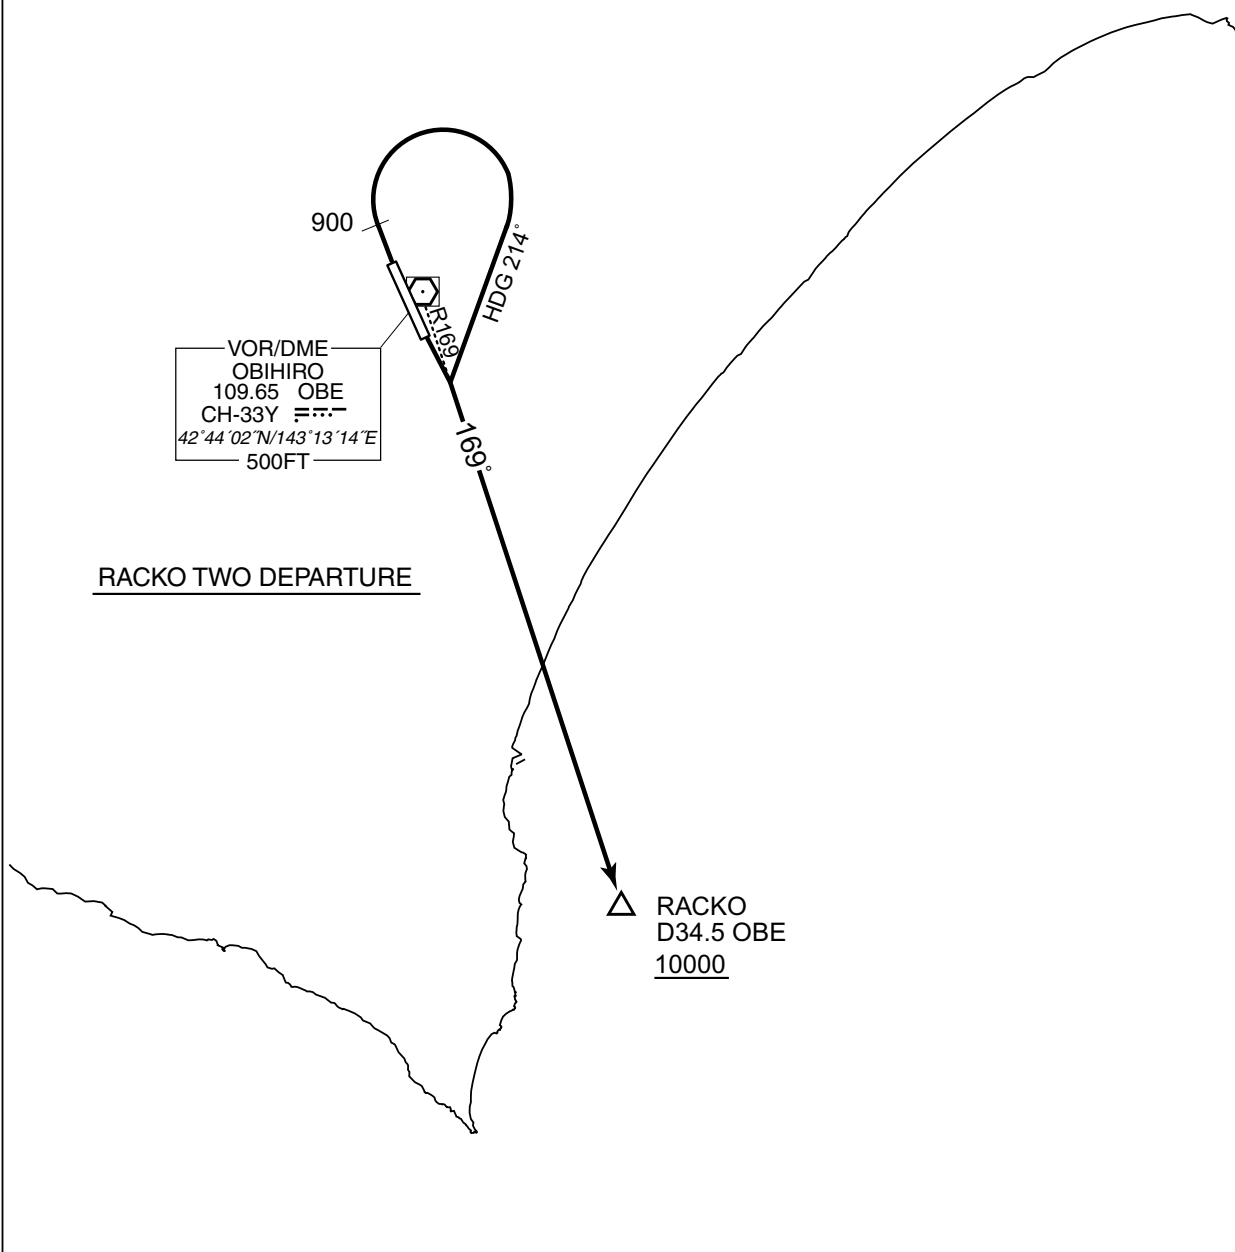 900
HDG 214°
R169
VOR/DME
OBIHIRO
109.65 OBE
CH-33Y
42°44´02˝N/143°13´14˝E
500FT
169°
RACKO TWO DEPARTURE
RACKO
D34.5 OBE
10000